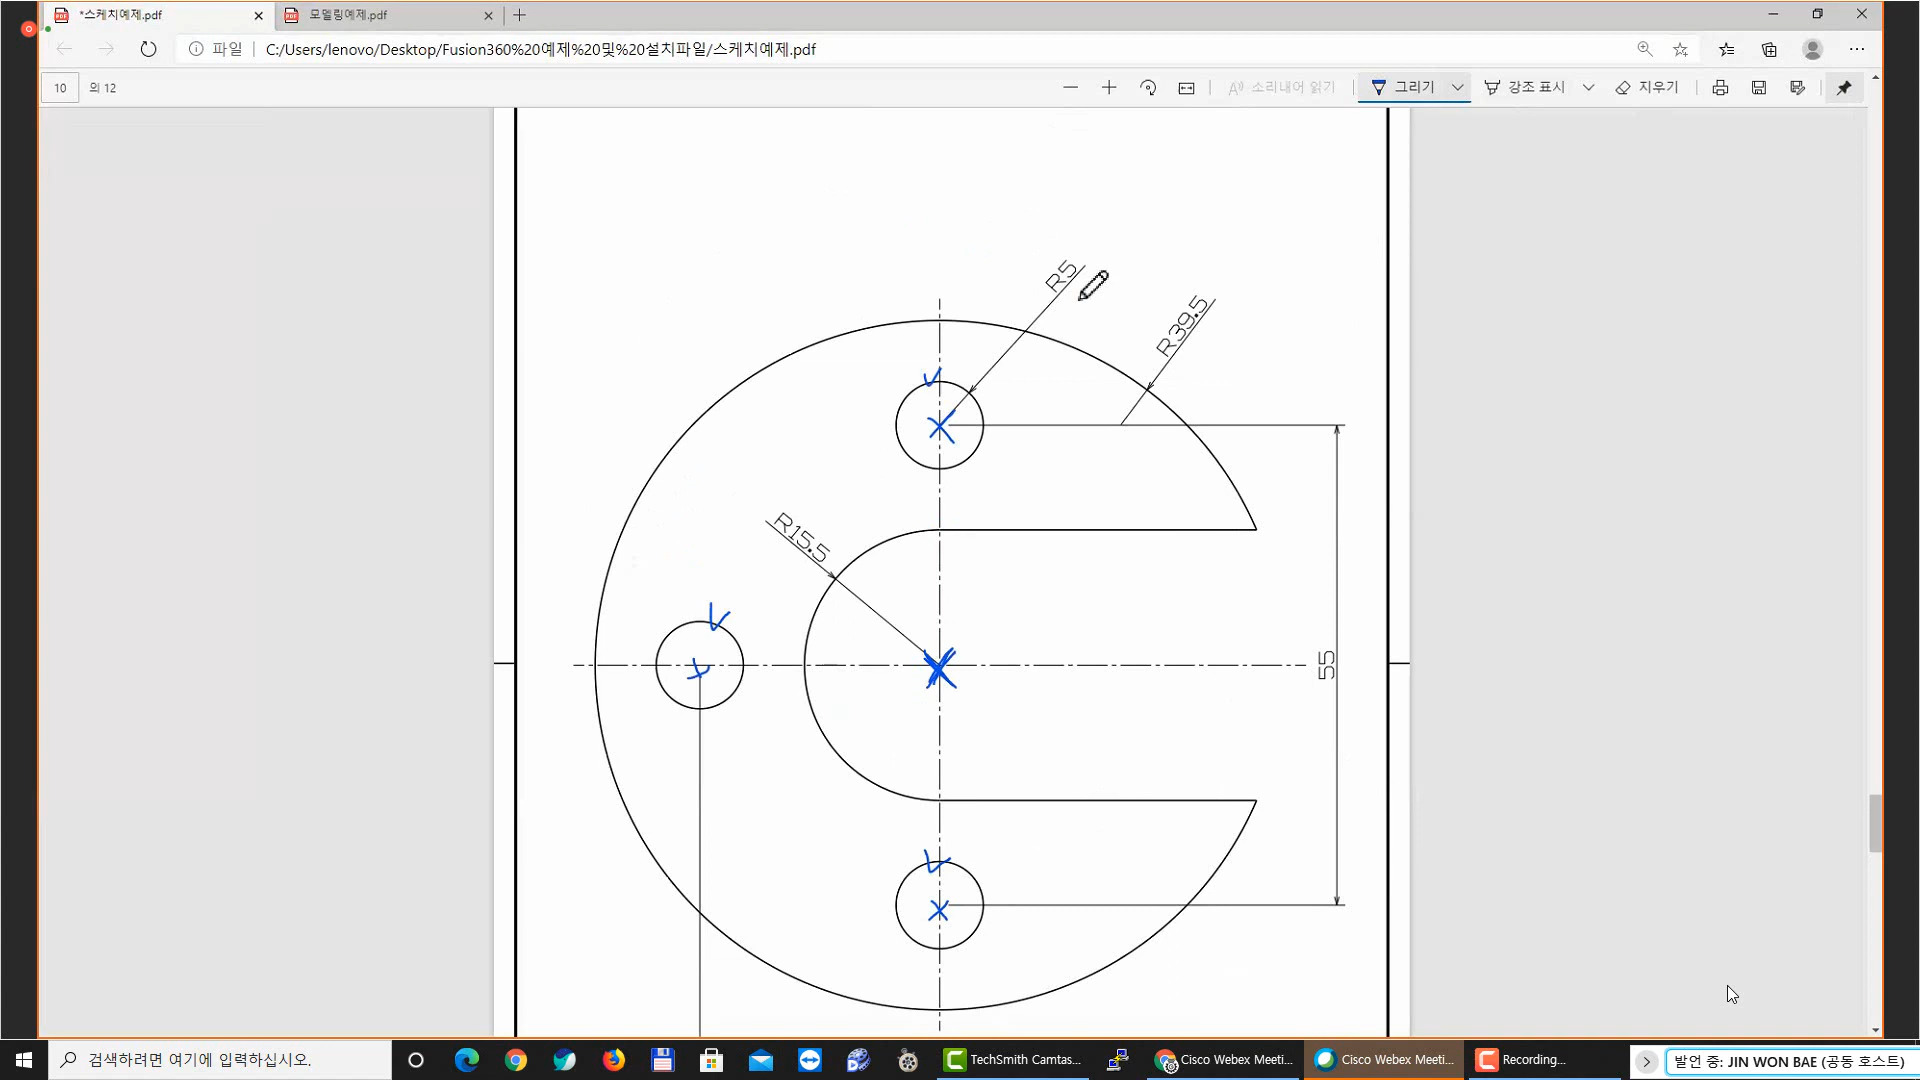 *스케치예제.pdf
모델링예제.pdf
파일
C:/Users/lenovo/Desktop/Fusion360%20예제%20및%20설치파일/스케치예제.pdf
10
의 12
소리내어 읽기
그리기
강조 표시
지우기
R5
R39.5
R15.5
55
검색하려면 여기에 입력하십시오.
TechSmith Camtas...
Cisco Webex Meeti...
Cisco Webex Meeti...
Recording...
발언 중: JIN WON BAE (공동 호스트)